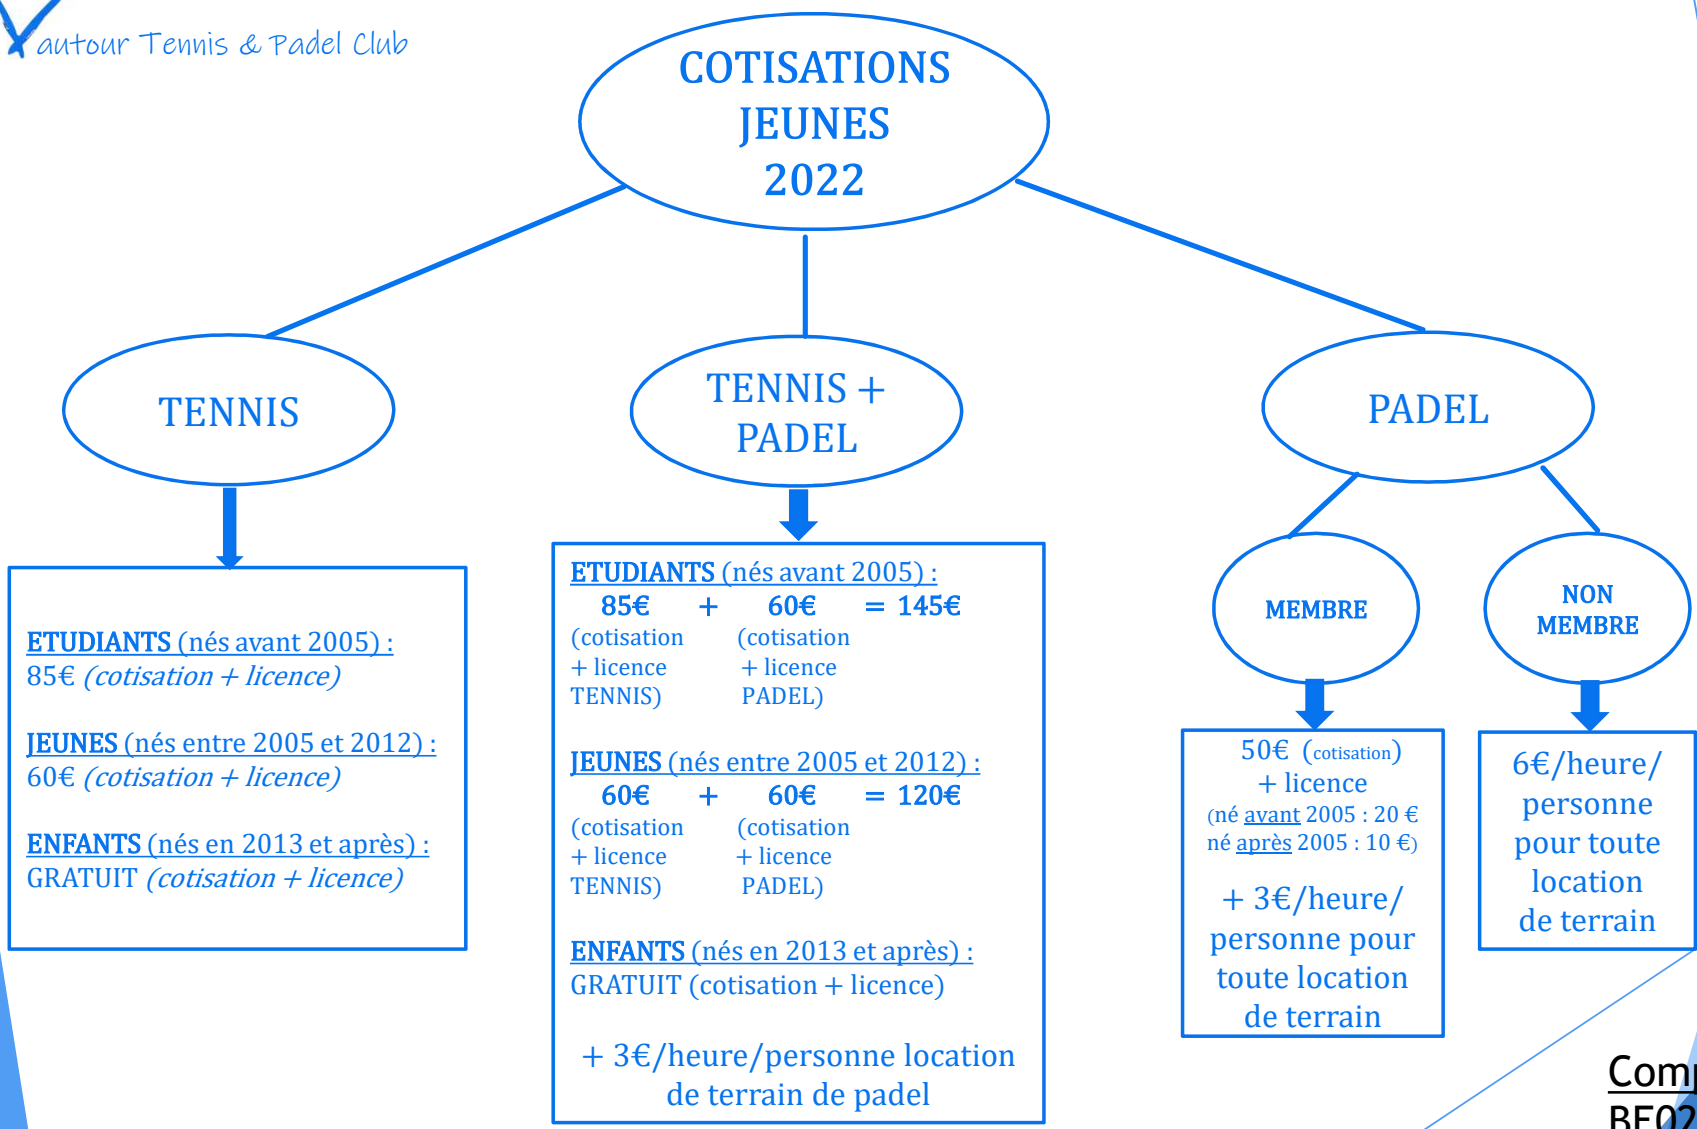 autour Tennis & Padel Club
COTISATIONS
JEUNES
2022
TENNIS
TENNIS +
PADEL
PADEL
ETUDIANTS (nés avant 2005) :
85€ (cotisation + licence)
JEUNES (nés entre 2005 et 2012) :
60€ (cotisation + licence)
ENFANTS (nés en 2013 et après) :
GRATUIT (cotisation + licence)
ETUDIANTS (nés avant 2005) :
85€ + 60€ = 145€
(cotisation (cotisation
+ licence + licence
TENNIS) PADEL)
JEUNES (nés entre 2005 et 2012) :
60€ + 60€ = 120€
(cotisation (cotisation
+ licence + licence
TENNIS) PADEL)
ENFANTS (nés en 2013 et après) :
GRATUIT (cotisation + licence)
+ 3€/heure/personne location
de terrain de padel
MEMBRE
50€ (cotisation)
+ licence
(né avant 2005 : 20 €
né après 2005 : 10 €)
+ 3€/heure/
personne pour
toute location
de terrain
NON
MEMBRE
6€/heure/
personne
pour toute
location
de terrain